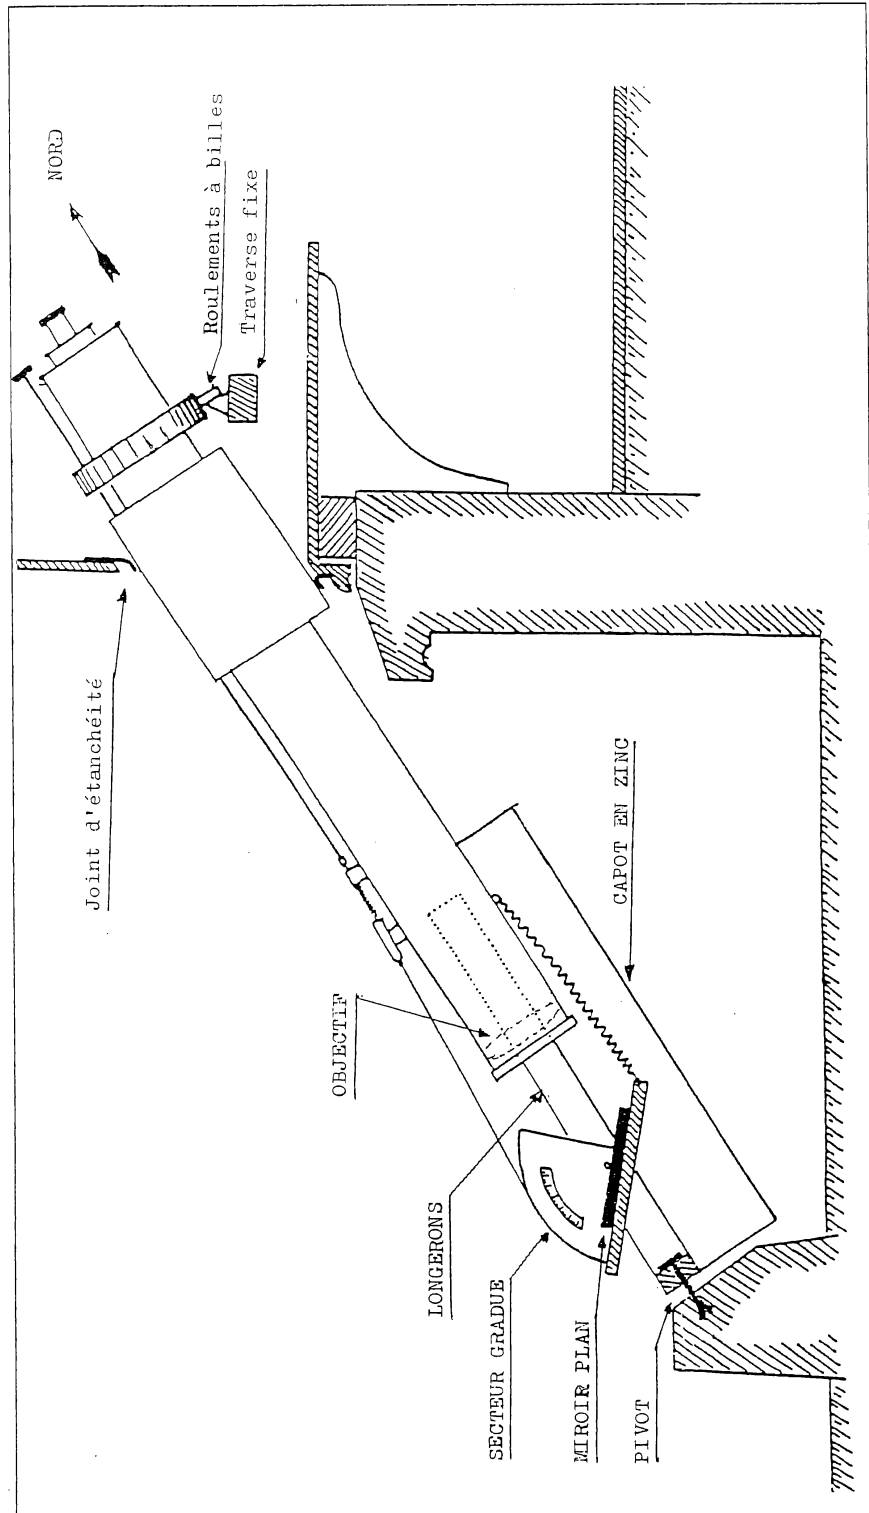 NORD
Roulements à billes
Traverse fixe
Joint d'étanchéité
CAPOT EN ZINC
OBJECTIF
LONGERONS
SECTEUR GRADUE
MIROIR PLAN
PIVOT